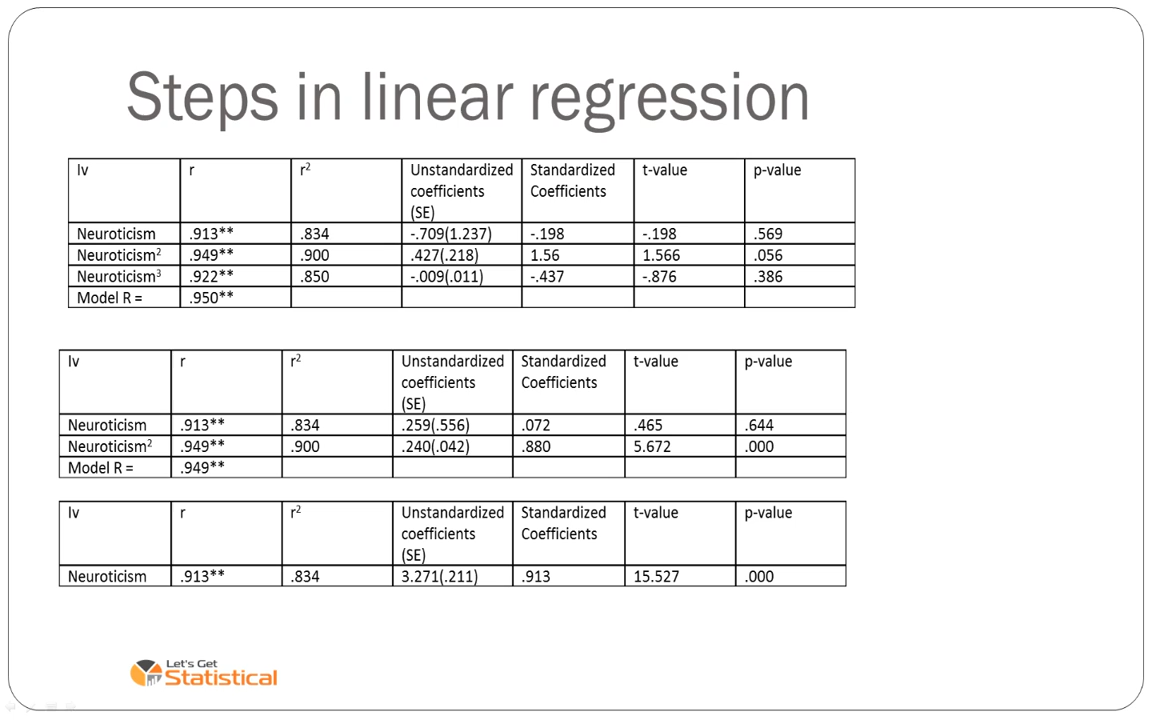 Steps in linear regression
Iv r r² Unstandardized coefficients (SE) Standardized Coefficients t-value p-value
Neuroticism .913** .834 -.709(1.237) -.198 -.198 .569
Neuroticism² .949** .900 .427(.218) 1.56 1.566 .056
Neuroticism³ .922** .850 -.009(.011) -.437 -.876 .386
Model R = .950**
Iv r r² Unstandardized coefficients (SE) Standardized Coefficients t-value p-value
Neuroticism .913** .834 .259(.556) .072 .465 .644
Neuroticism² .949** .900 .240(.042) .880 5.672 .000
Model R = .949**
Iv r r² Unstandardized coefficients (SE) Standardized Coefficients t-value p-value
Neuroticism .913** .834 3.271(.211) .913 15.527 .000
Let's Get
Statistical